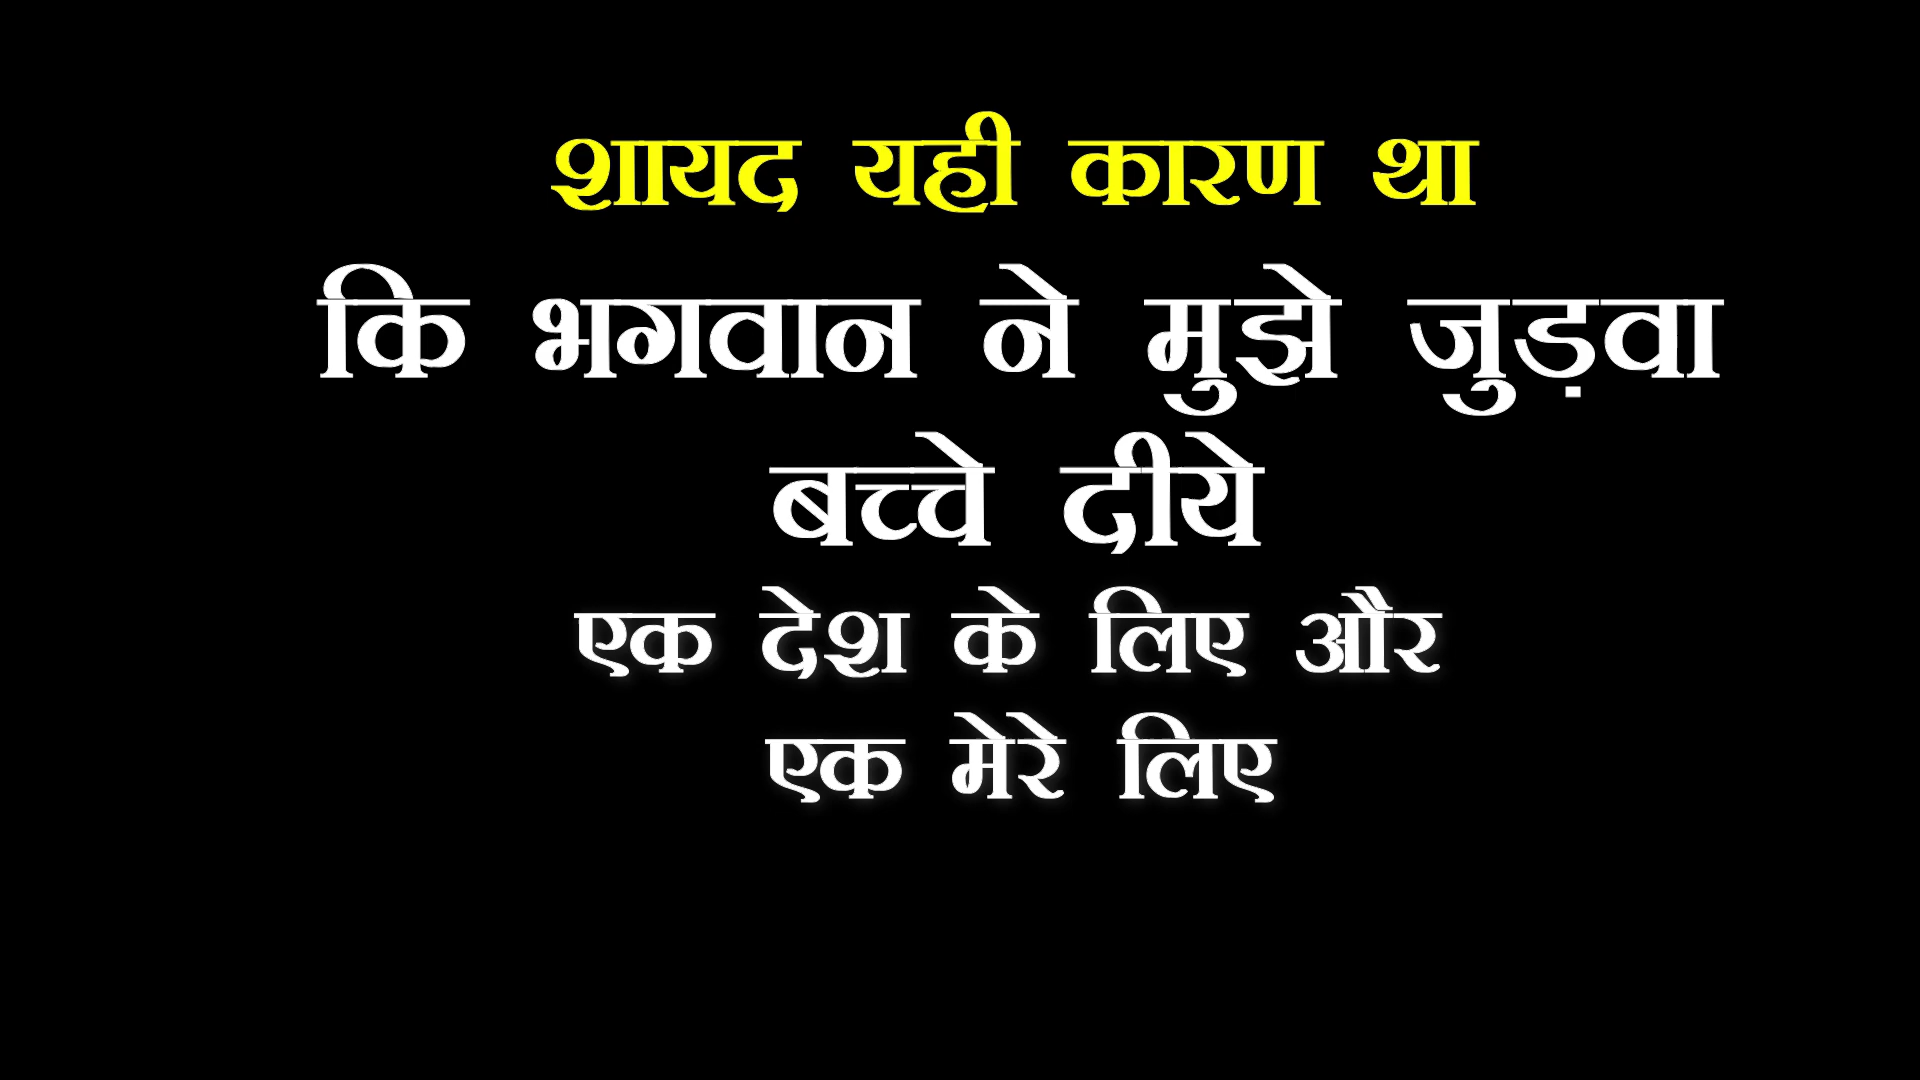 शायद यही कारण था
कि भगवान ने मुझे जुड़वा
बच्चे दीये
एक देश के लिए और
एक मेरे लिए